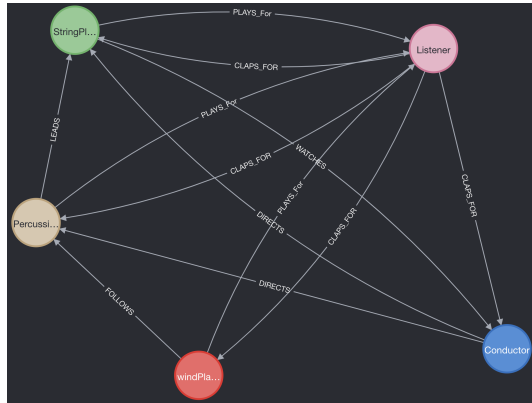 PLAYS_For
StringPl...
Listener
CLAPS_FOR
PLAYS_For
LEADS
WATCHES
CLAPS_FOR
PLAYS_For
CLAPS_FOR
CLAPS_FOR
Percussi...
DIRECTS
DIRECTS
FOLLOWS
Conductor
windPla...